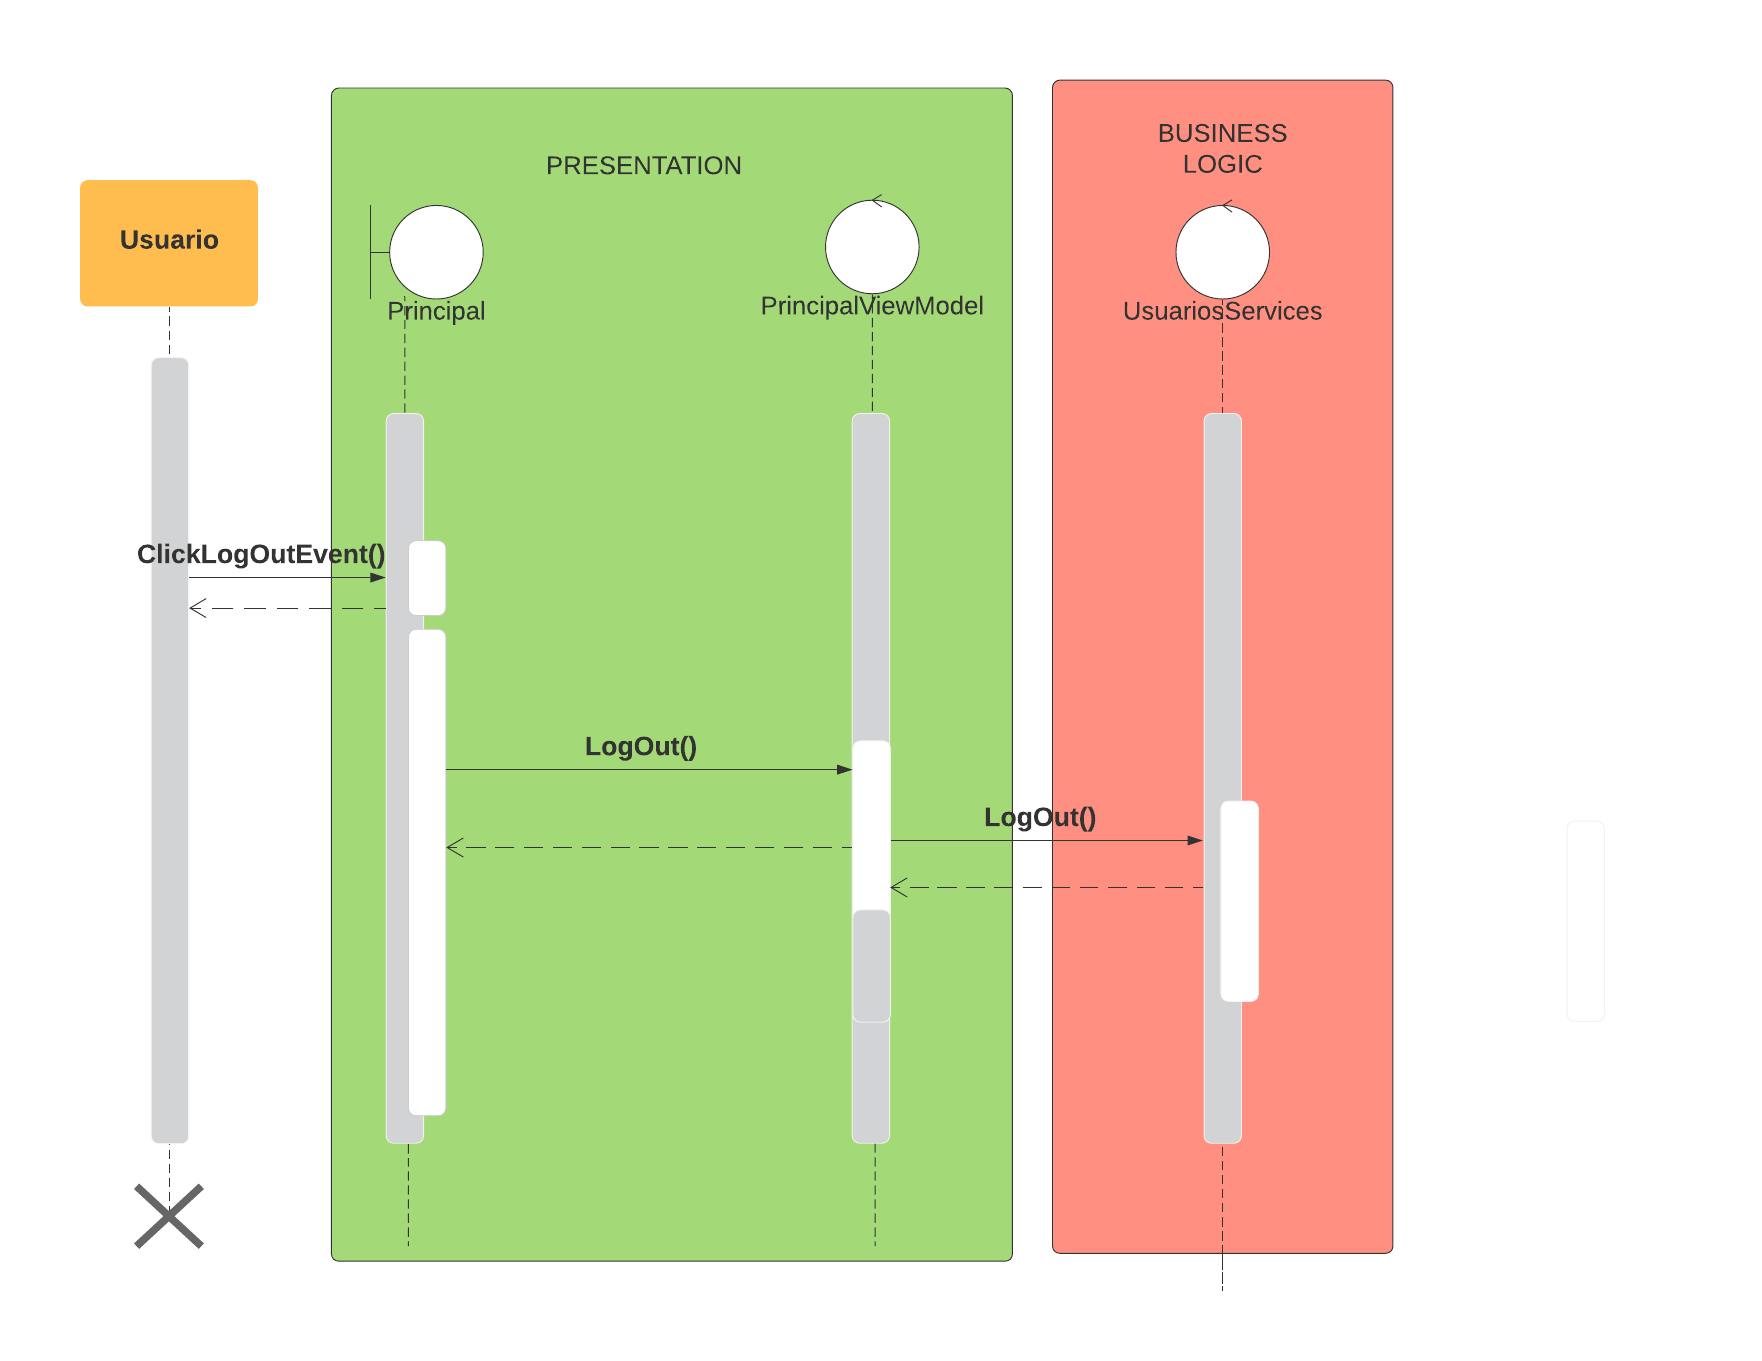 BUSINESS
LOGIC
PRESENTATION
Usuario
Principal
PrincipalViewModel
UsuariosServices
ClickLogOutEvent()
LogOut()
LogOut()